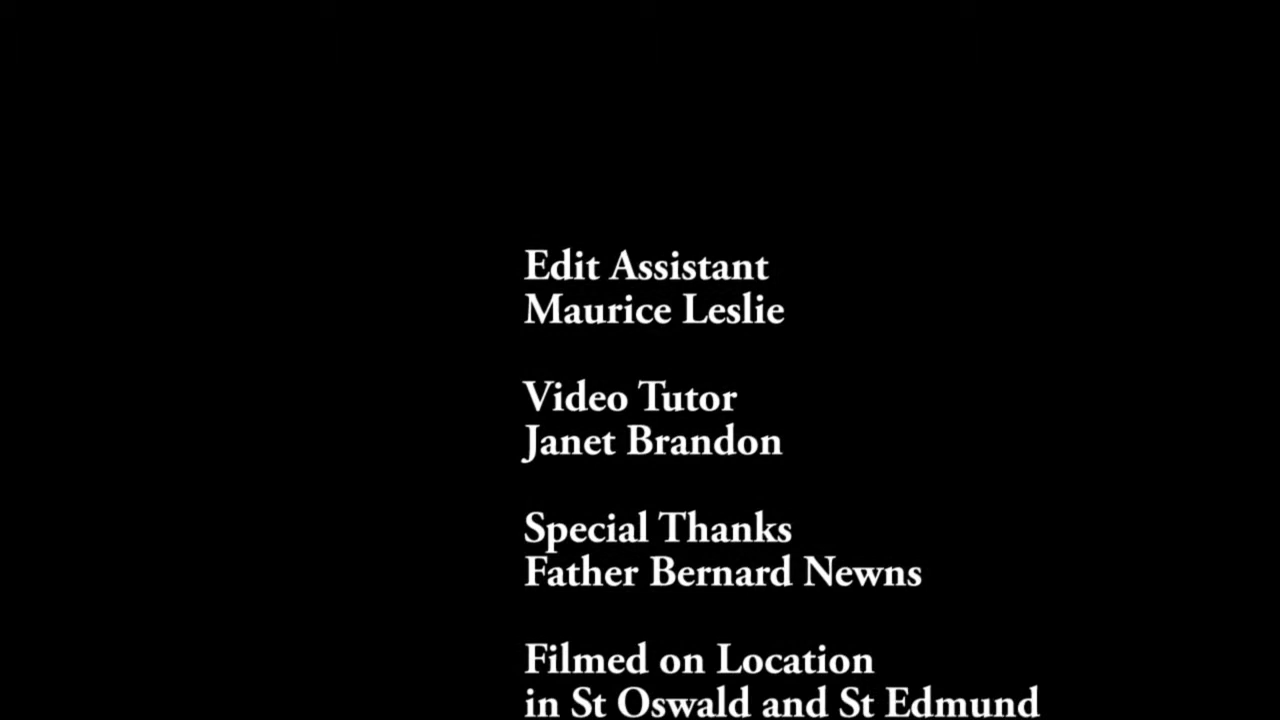 Edit Assistant
Maurice Leslie
Video Tutor
Janet Brandon
Special Thanks
Father Bernard Newns
Filmed on Location
in St Oswald and St Edmund